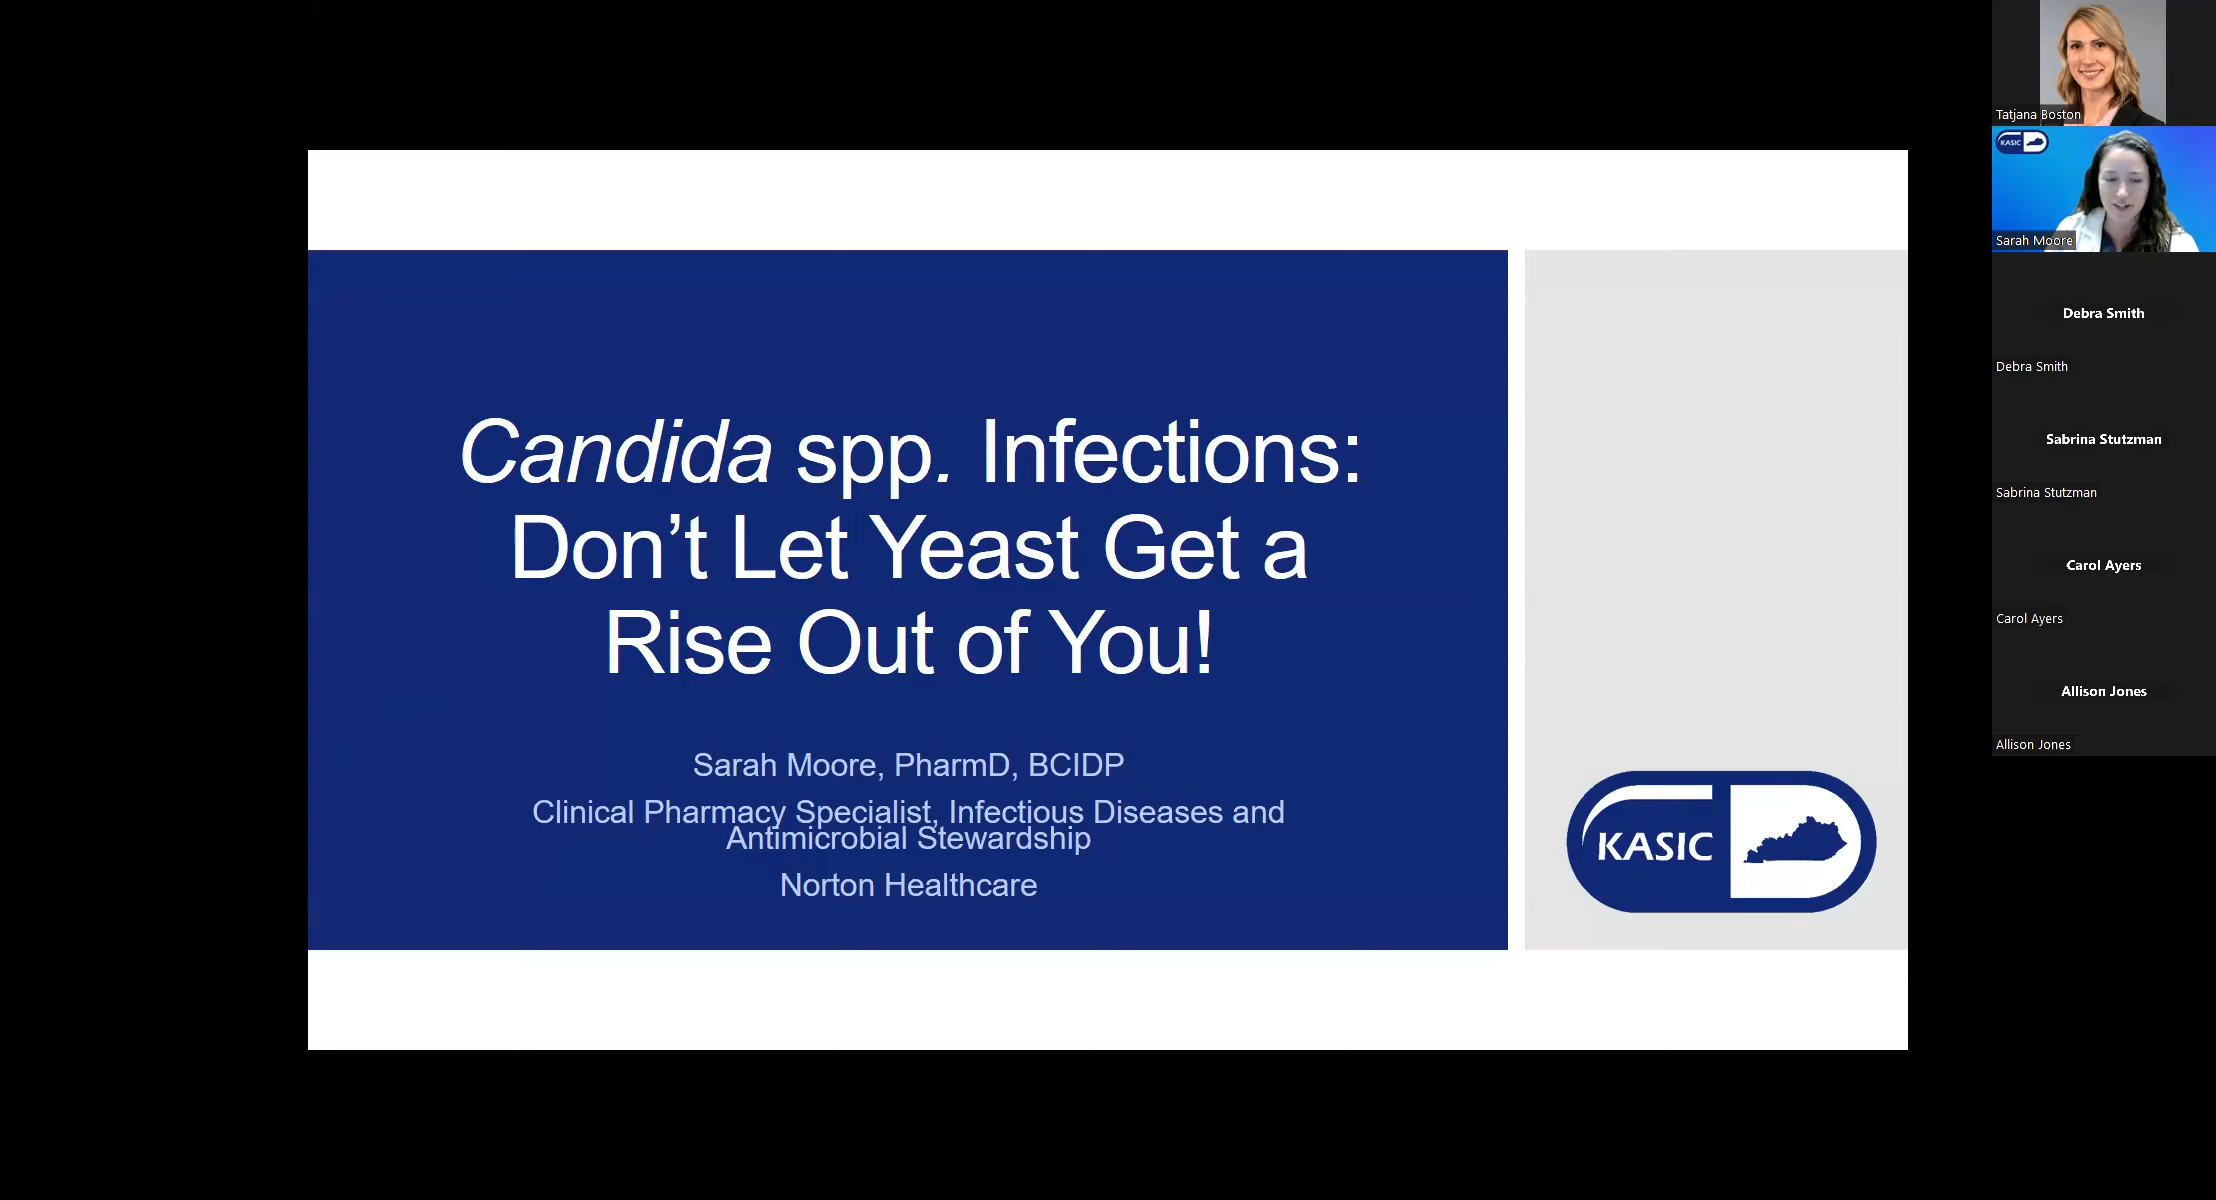 Candida spp. Infections:
Don’t Let Yeast Get a
Rise Out of You!
Sarah Moore, PharmD, BCIDP
Clinical Pharmacy Specialist, Infectious Diseases and
Antimicrobial Stewardship
Norton Healthcare
KASIC
Tatjana Boston
KASIC
Sarah Moore
Debra Smith
Debra Smith
Sabrina Stutzman
Sabrina Stutzman
Carol Ayers
Carol Ayers
Allison Jones
Allison Jones